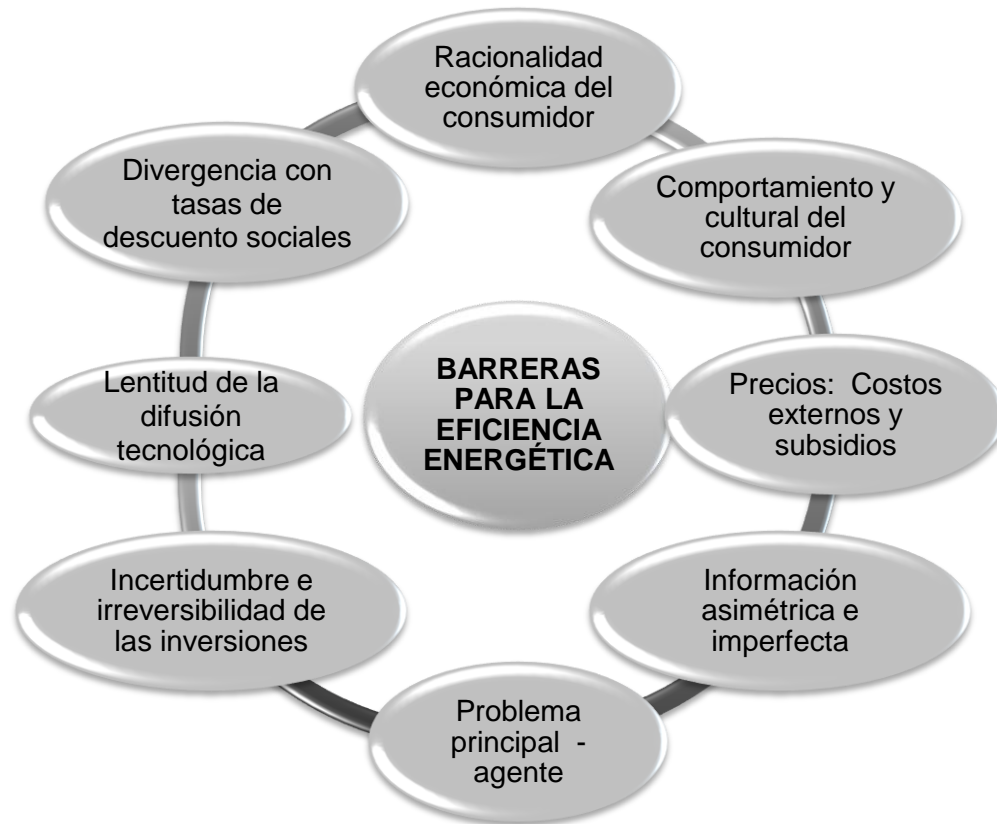 Racionalidad
económica del
consumidor
Comportamiento y
cultural del
consumidor
Precios: Costos
externos y
subsidios
Información
asimétrica e
imperfecta
Problema
principal -
agente
Incertidumbre e
irreversibilidad de
las inversiones
Lentitud de la
difusión
tecnológica
Divergencia con
tasas de
descuento sociales
BARRERAS
PARA LA
EFICIENCIA
ENERGÉTICA